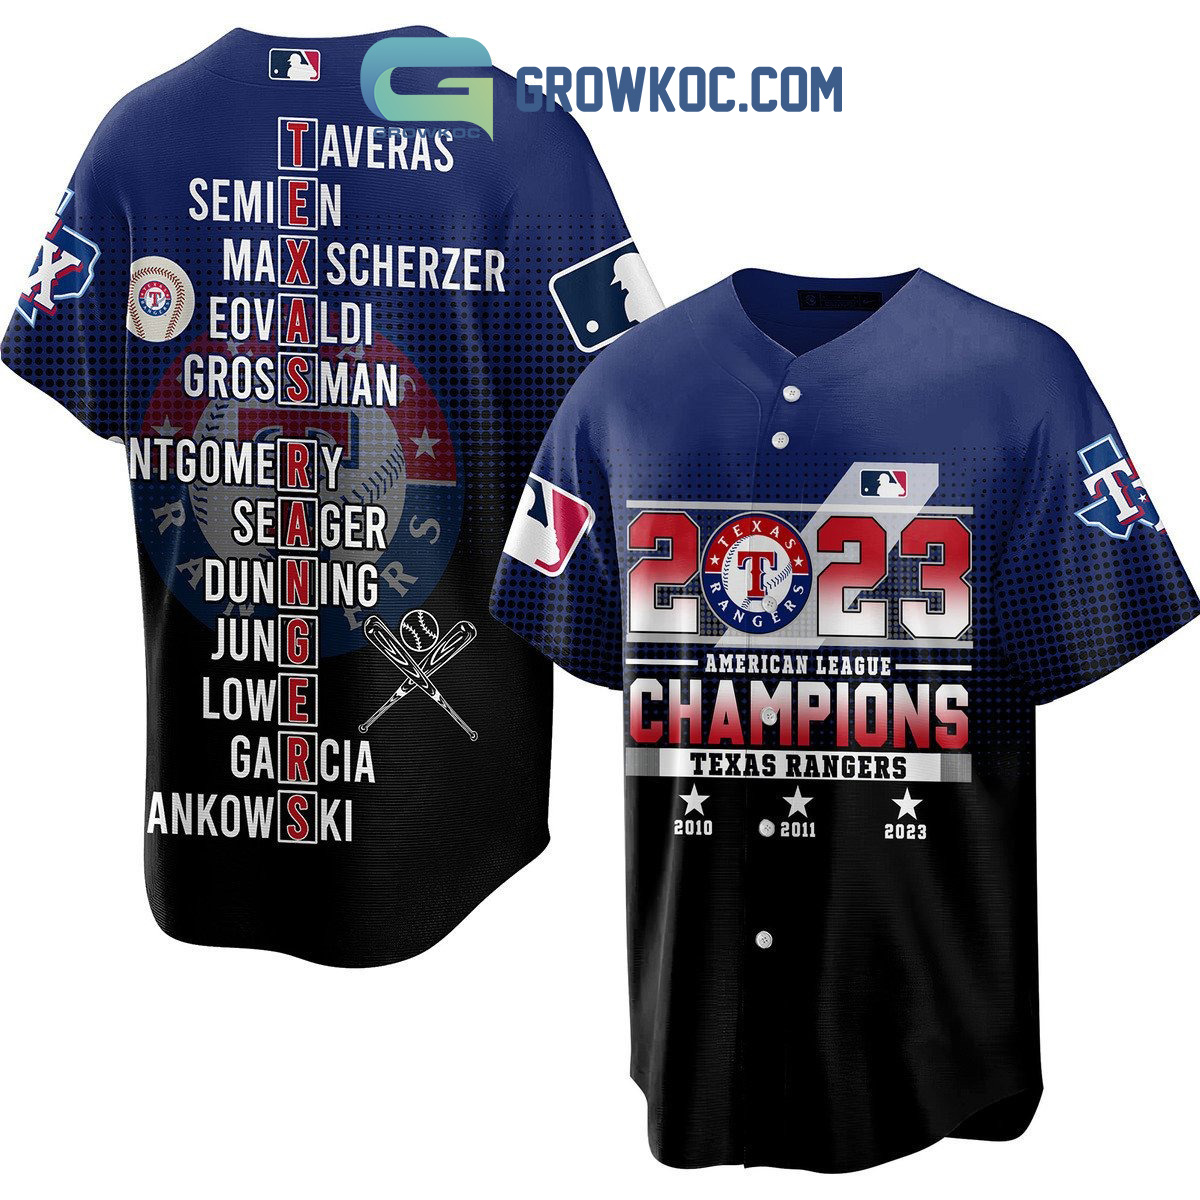 GROWKOC.COM
GROWKOC
TAVERAS
SEMIEN
MAX SCHERZER
EOVALDI
GROSSMAN
NTGOMERY
SEAGER
DUNNING
JUNG
LOWE
GARCIA
ANKOWSKI
2023
TEXAS
T
RANGERS
AMERICAN LEAGUE
CHAMPIONS
TEXAS RANGERS
2010 2011 2023